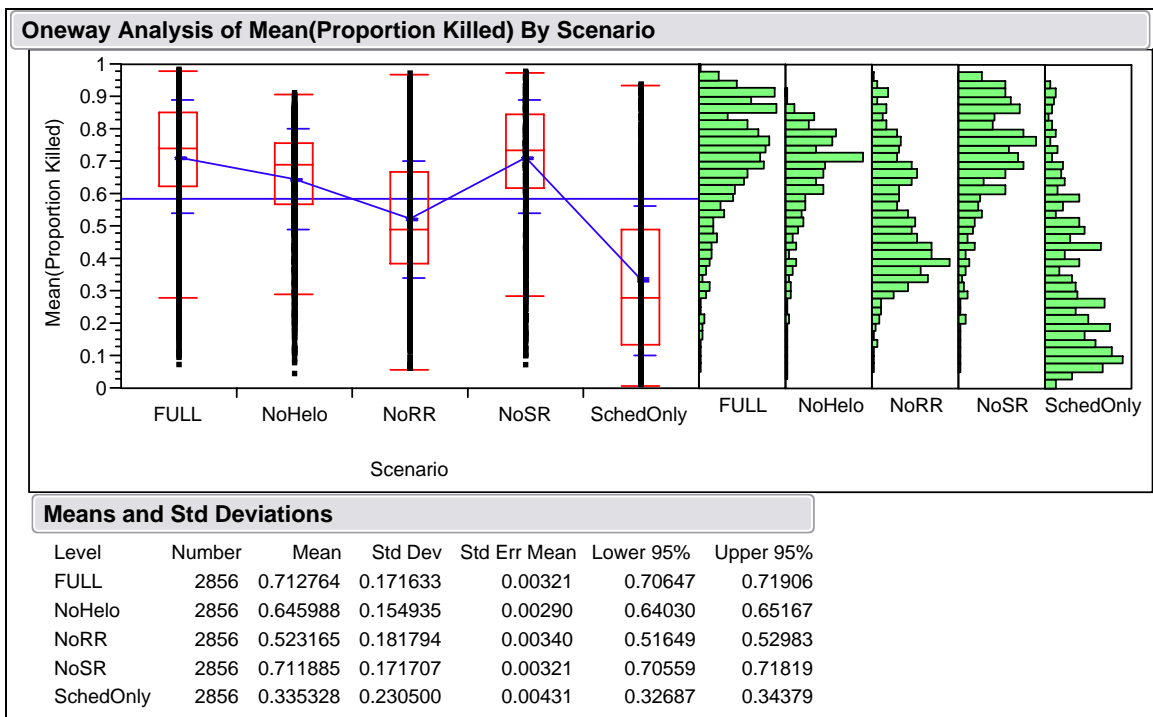 Oneway Analysis of Mean(Proportion Killed) By Scenario
Mean(Proportion Killed)
1
0.9
0.8
0.7
0.6
0.5
0.4
0.3
0.2
0.1
0
FULL NoHelo NoRR NoSR SchedOnly
Scenario
FULL NoHelo NoRR NoSR SchedOnly
Means and Std Deviations
Level Number Mean Std Dev Std Err Mean Lower 95% Upper 95%
FULL 2856 0.712764 0.171633 0.00321 0.70647 0.71906
NoHelo 2856 0.645988 0.154935 0.00290 0.64030 0.65167
NoRR 2856 0.523165 0.181794 0.00340 0.51649 0.52983
NoSR 2856 0.711885 0.171707 0.00321 0.70559 0.71819
SchedOnly 2856 0.335328 0.230500 0.00431 0.32687 0.34379